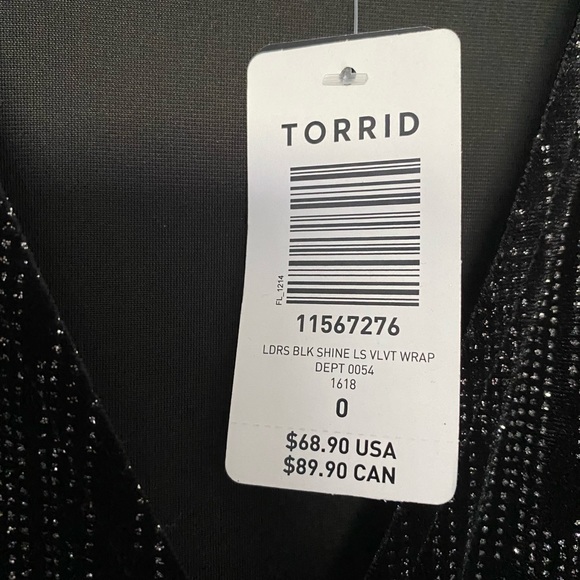 TORRID
FL_1214
11567276
LDRS BLK SHINE LS VLVT WRAP
DEPT 0054
1618
0
$68.90 USA
$89.90 CAN